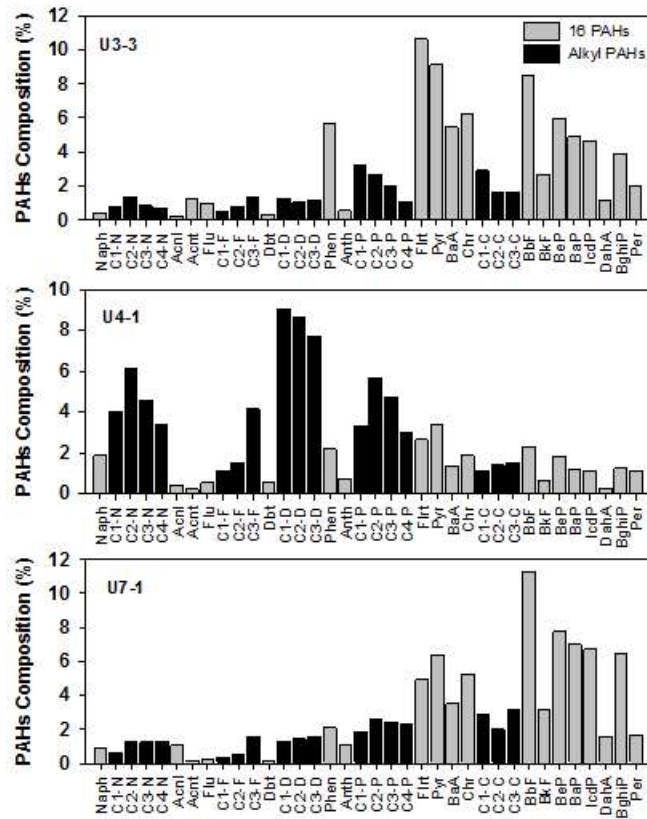 U3-3
16 PAHs
Alkyl PAHs
PAHs Composition (%)
12
10
8
6
4
2
0
Naph C1-N C2-N C3-N C4-N Acnl Acnt Flu C1-F C2-F C3-F Dbt C1-D C2-D C3-D Phen Anth C1-P C2-P C3-P C4-P Flrt Pyr BaA Chr C1-C C2-C C3-C BbF BkF BeP BaP IcdP DahA BghiP Per
U4-1
PAHs Composition (%)
10
8
6
4
2
0
Naph C1-N C2-N C3-N C4-N Acnl Acnt Flu C1-F C2-F C3-F Dbt C1-D C2-D C3-D Phen Anth C1-P C2-P C3-P C4-P Flrt Pyr BaA Chr C1-C C2-C C3-C BbF BkF BeP BaP IcdP DahA BghiP Per
U7-1
PAHs Composition (%)
12
10
8
6
4
2
0
Naph C1-N C2-N C3-N C4-N Acnl Acnt Flu C1-F C2-F C3-F Dbt C1-D C2-D C3-D Phen Anth C1-P C2-P C3-P C4-P Flrt Pyr BaA Chr C1-C C2-C C3-C BbF BkF BeP BaP IcdP DahA BghiP Per